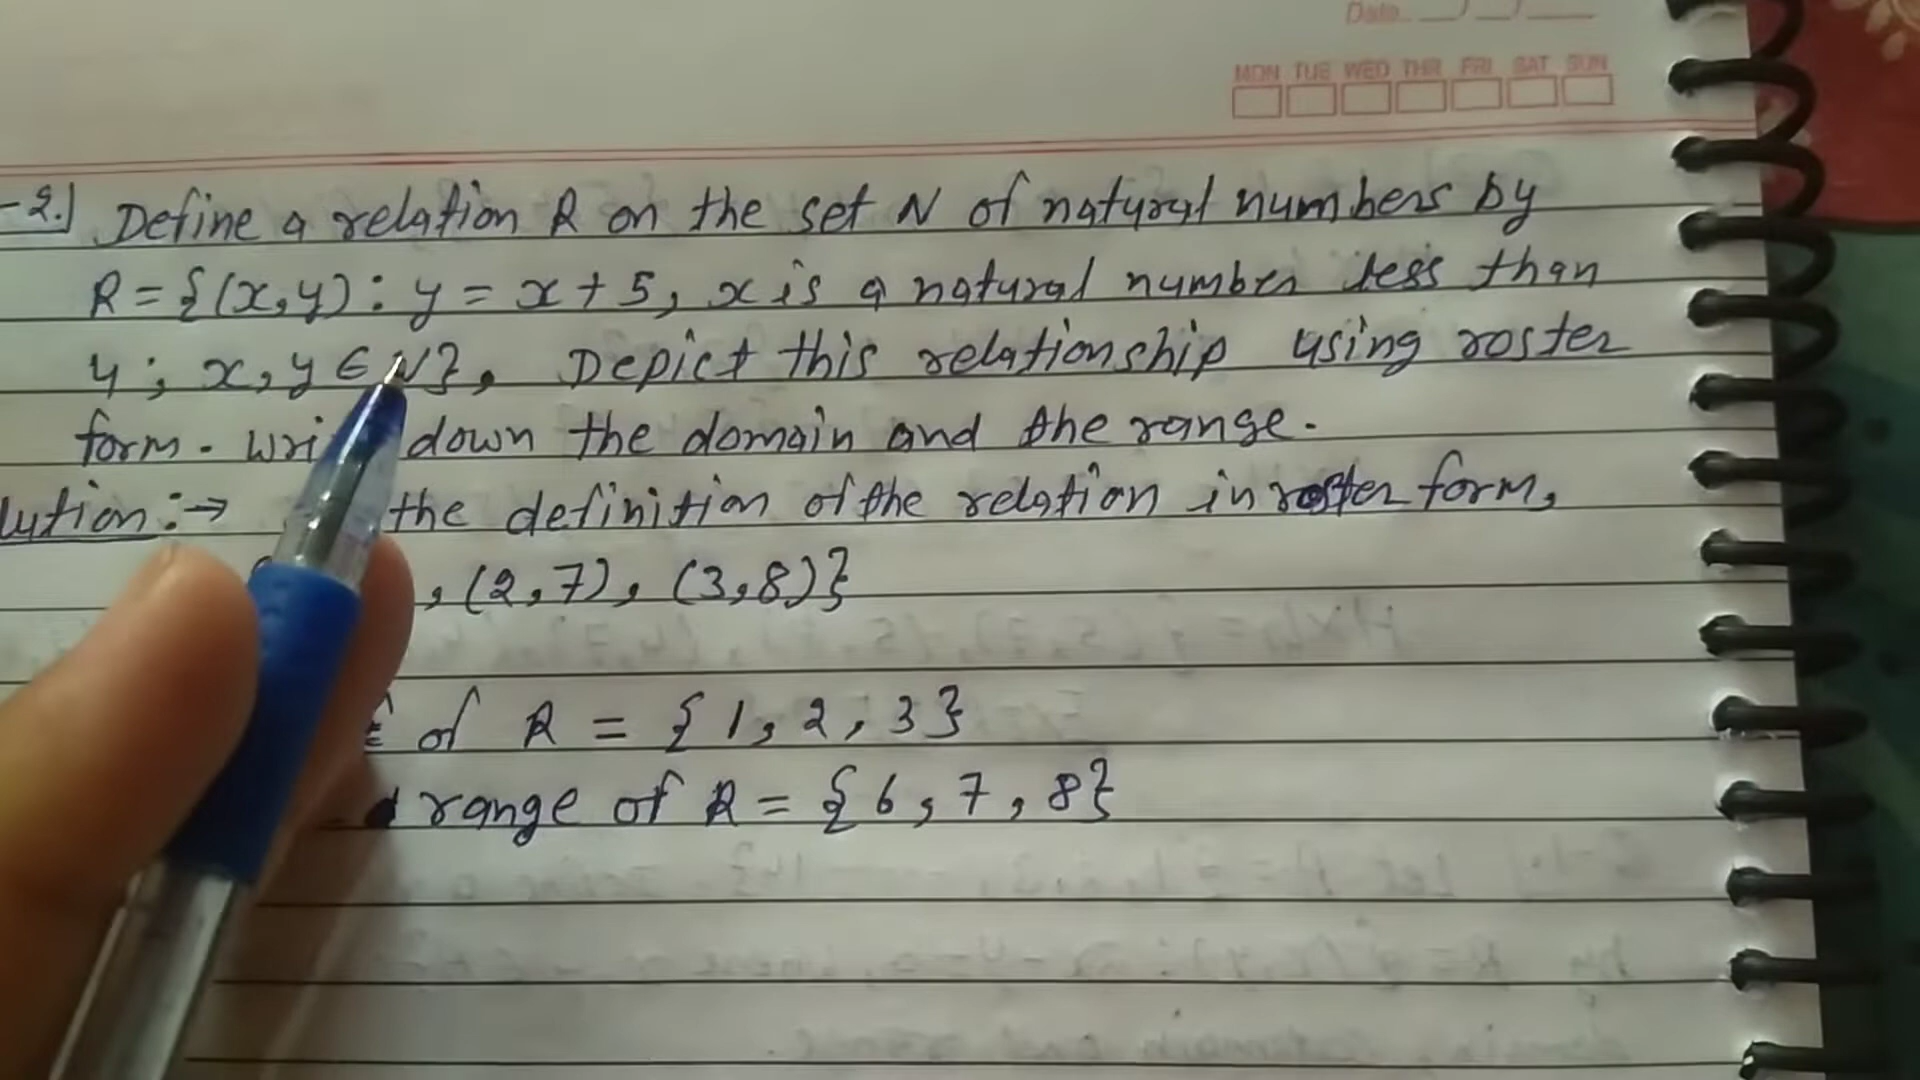 Date
MON TUE WED THR FRI SAT SUN
-2.) Define a relation R on the set N of natural numbers by
R = {(x,y) : y = x + 5, x is a natural number less than
4 ; x, y ∈ N}, Depict this relationship using roster
form. down the domain and the range.
lution :→ the definition of the relation in roster form,
, (2,7), (3,8)}
of R = {1, 2, 3}
range of R = {6, 7, 8}